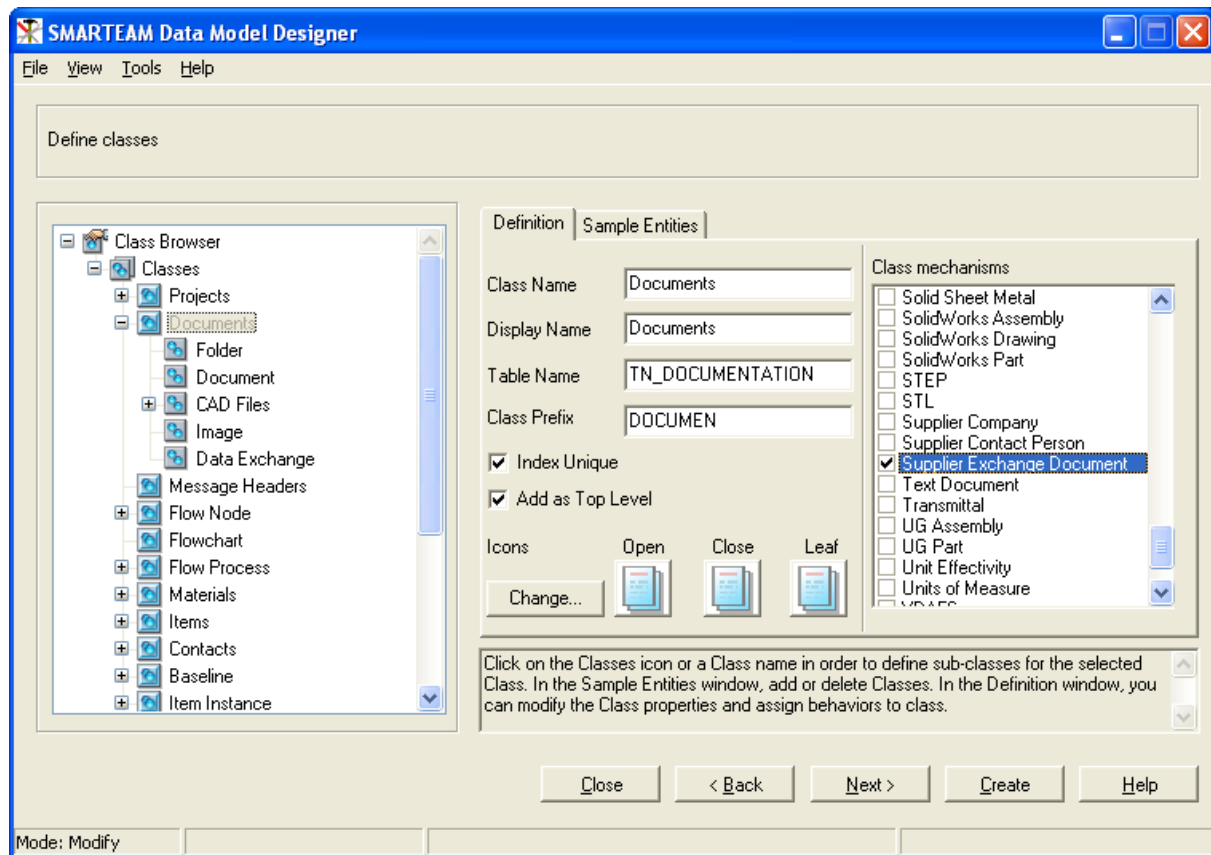 SMARTEAM Data Model Designer
File View Tools Help
Define classes
Class Browser
Classes
Projects
Documents
Folder
Document
CAD Files
Image
Data Exchange
Message Headers
Flow Node
Flowchart
Flow Process
Materials
Items
Contacts
Baseline
Item Instance
Definition
Sample Entities
Class Name
Documents
Display Name
Documents
Table Name
TN_DOCUMENTATION
Class Prefix
DOCUMEN
Index Unique
Add as Top Level
Icons
Open
Close
Leaf
Change...
Class mechanisms
Solid Sheet Metal
SolidWorks Assembly
SolidWorks Drawing
SolidWorks Part
STEP
STL
Supplier Company
Supplier Contact Person
Supplier Exchange Document
Text Document
Transmittal
UG Assembly
UG Part
Unit Effectivity
Units of Measure
Click on the Classes icon or a Class name in order to define sub-classes for the selected
Class. In the Sample Entities window, add or delete Classes. In the Definition window, you
can modify the Class properties and assign behaviors to class.
Close
< Back
Next >
Create
Help
Mode: Modify